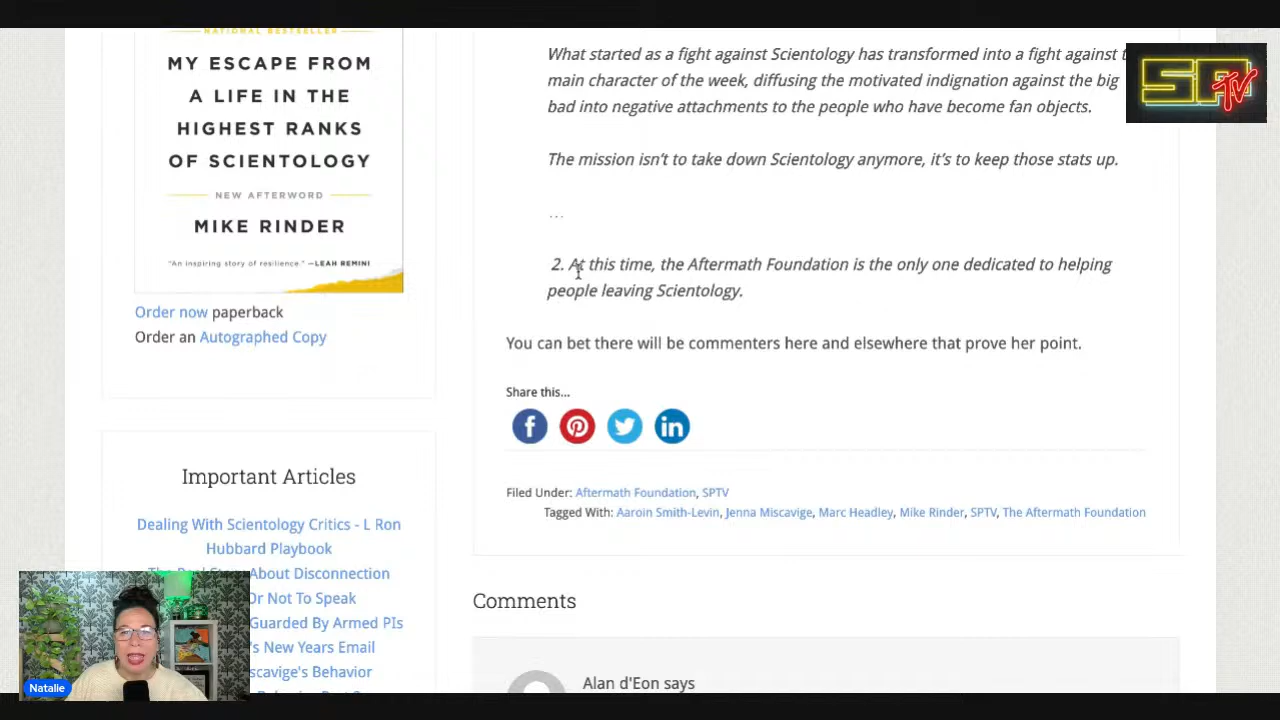 NATIONAL BESTSELLER
MY ESCAPE FROM
A LIFE IN THE
HIGHEST RANKS
OF SCIENTOLOGY
NEW AFTERWORD
MIKE RINDER
"An inspiring story of resilience." —LEAH REMINI
Order now paperback
Order an Autographed Copy
Important Articles
Dealing With Scientology Critics - L Ron
Hubbard Playbook
About Disconnection
Or Not To Speak
Guarded By Armed PIs
's New Years Email
scavige's Behavior
Natalie
What started as a fight against Scientology has transformed into a fight against
main character of the week, diffusing the motivated indignation against the big
bad into negative attachments to the people who have become fan objects.
The mission isn't to take down Scientology anymore, it's to keep those stats up.
...
2. At this time, the Aftermath Foundation is the only one dedicated to helping
people leaving Scientology.
You can bet there will be commenters here and elsewhere that prove her point.
Share this...
Filed Under: Aftermath Foundation, SPTV
Tagged With: Aaroin Smith-Levin, Jenna Miscavige, Marc Headley, Mike Rinder, SPTV, The Aftermath Foundation
Comments
Alan d'Eon says
SPTV